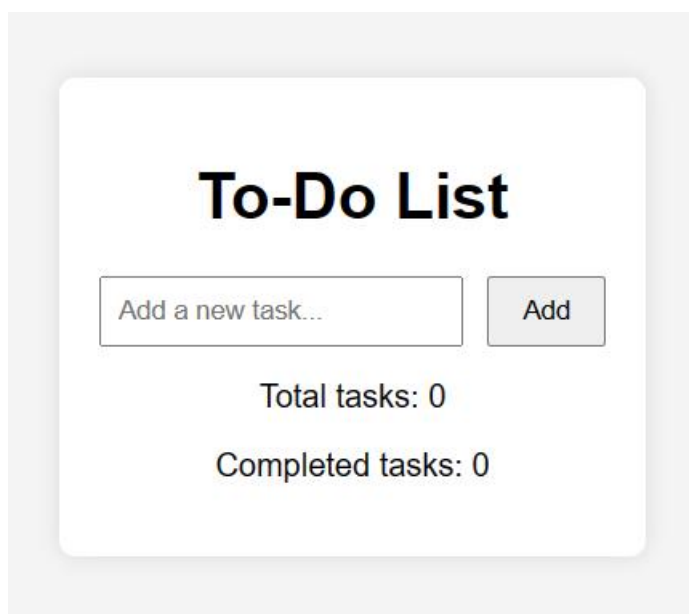 To-Do List
Add a new task... Add
Total tasks: 0
Completed tasks: 0